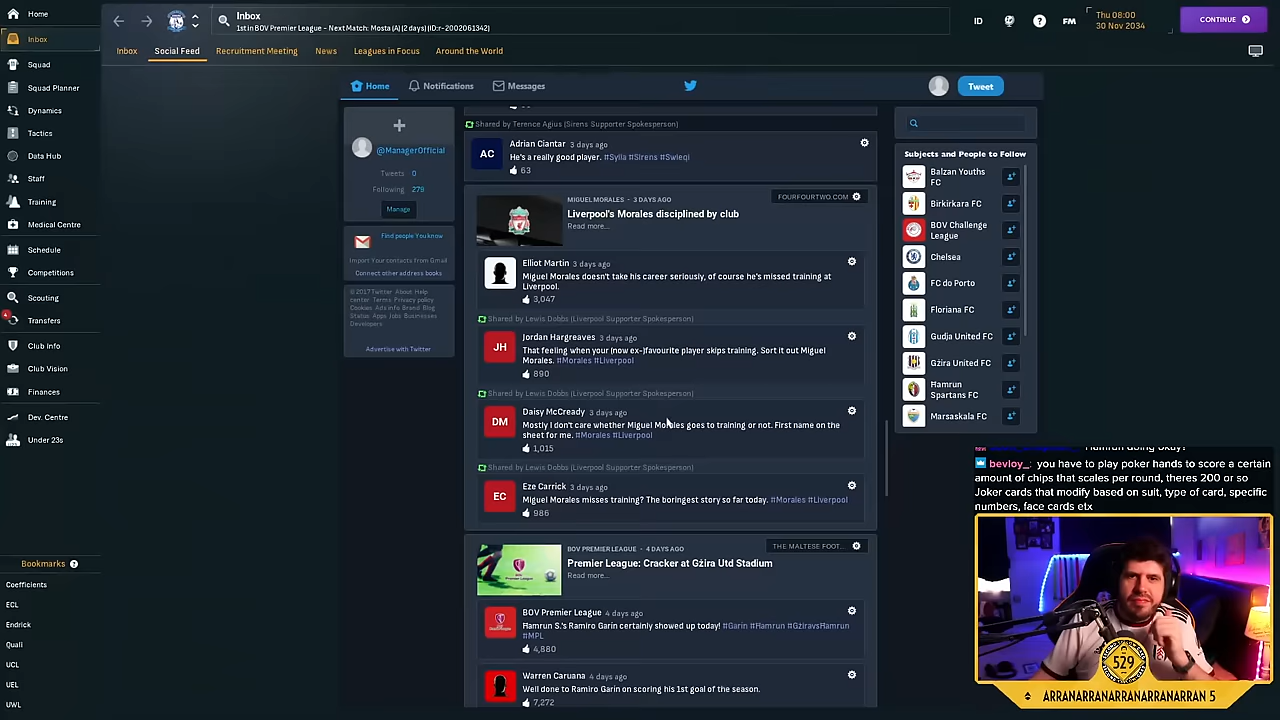 Home
Inbox
Squad
Squad Planner
Dynamics
Tactics
Data Hub
Staff
Training
Medical Centre
Schedule
Competitions
Scouting
Transfers
Club Info
Club Vision
Finances
Dev. Centre
Under 23s
Bookmarks ?
Coefficients
ECL
Endrick
Quali
UCL
UEL
UWL
Inbox
1st in BOV Premier League - Next Match: Mosta (A) (2 days) (ID:r-2002061342)
ID
?
FM
Thu 08:00
30 Nov 2034
CONTINUE
Inbox
Social Feed
Recruitment Meeting
News
Leagues in Focus
Around the World
Home
Notifications
Messages
Tweet
+
@ManagerOfficial
Tweets 0
Following 279
Manage
Find people You know
Import Your contacts from Gmail
Connect other address books
© 2017 Twitter About Help
center Terms Privacy policy
Cookies Ads info Brand Blog
Status Apps Jobs Businesses
Developers
Advertise with Twitter
Shared by Terence Agius (Sirens Supporter Spokesperson)
AC
Adrian Ciantar 3 days ago
He's a really good player. #Sylla #Sirens #Swieqi
63
MIGUEL MORALES - 3 DAYS AGO
FOURFOURTWO.COM
Liverpool's Morales disciplined by club
Read more...
Elliot Martin 3 days ago
Miguel Morales doesn't take his career seriously, of course he's missed training at
Liverpool.
3,047
Shared by Lewis Dobbs (Liverpool Supporter Spokesperson)
JH
Jordan Hargreaves 3 days ago
That feeling when your (now ex-)favourite player skips training. Sort it out Miguel
Morales. #Morales #Liverpool
890
Shared by Lewis Dobbs (Liverpool Supporter Spokesperson)
DM
Daisy McCready 3 days ago
Mostly I don't care whether Miguel Morales goes to training or not. First name on the
sheet for me. #Morales #Liverpool
1,015
Shared by Lewis Dobbs (Liverpool Supporter Spokesperson)
EC
Eze Carrick 3 days ago
Miguel Morales misses training? The boringest story so far today. #Morales #Liverpool
986
BOV PREMIER LEAGUE - 4 DAYS AGO
THE MALTESE FOOT...
Premier League: Cracker at Gżira Utd Stadium
Read more...
BOV Premier League 4 days ago
Ħamrun S.'s Ramiro Garín certainly showed up today! #Garín #Ħamrun #GżiravsĦamrun
#MPL
4,880
Warren Caruana 4 days ago
Well done to Ramiro Garín on scoring his 1st goal of the season.
7,272
Subjects and People to Follow
Balzan Youths
FC
Birkirkara FC
BOV Challenge
League
Chelsea
FC do Porto
Floriana FC
Gudja United FC
Gżira United FC
Ħamrun
Spartans FC
Marsaskala FC
bevloy_: you have to play poker hands to score a certain
amount of chips that scales per round, theres 200 or so
Joker cards that modify based on suit, type of card, specific
numbers, face cards etx
529
ARRANARRANARRANARRANARRAN 5